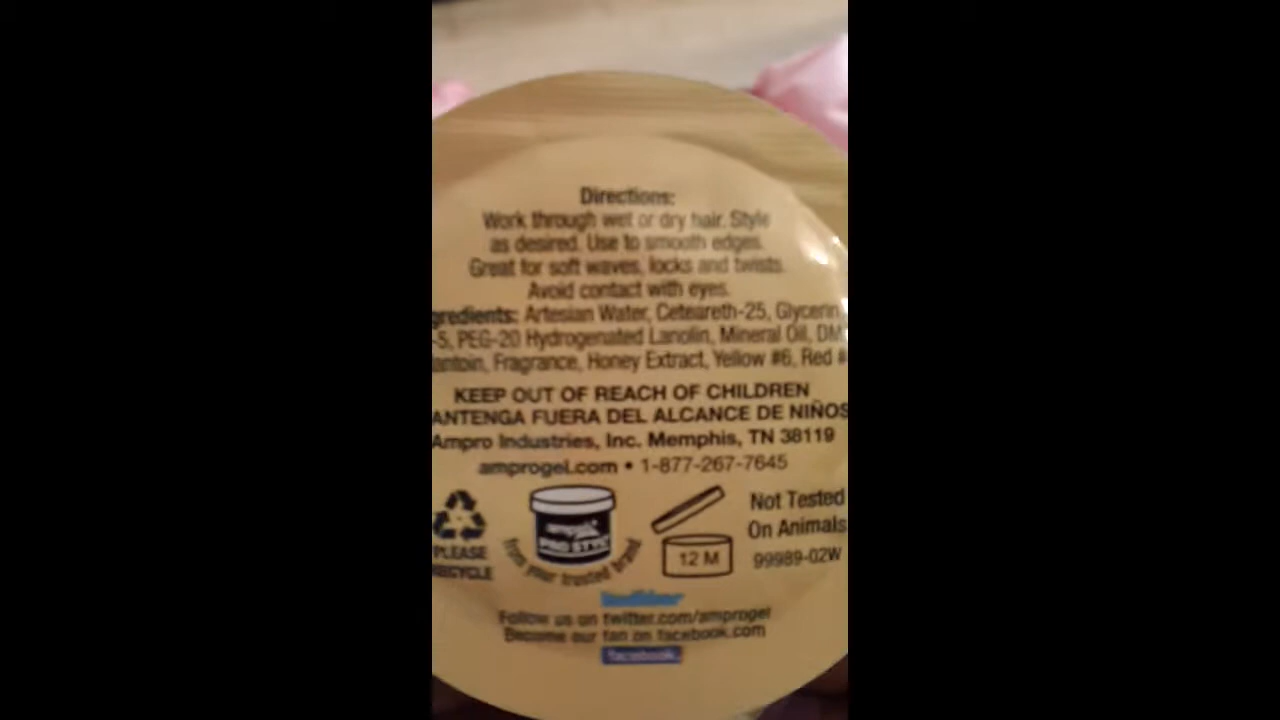 Directions:
Work through wet or dry hair. Style
as desired. Use to smooth edges.
Great for soft waves, locks and twists.
Avoid contact with eyes.
gredients: Artesian Water, Ceteareth-25, Glycerin,
-5, PEG-20 Hydrogenated Lanolin, Mineral Oil, DM
antoin, Fragrance, Honey Extract, Yellow #6, Red #
KEEP OUT OF REACH OF CHILDREN
ANTENGA FUERA DEL ALCANCE DE NIÑOS
Ampro Industries, Inc. Memphis, TN 38119
amprogel.com • 1-877-267-7645
PLEASE
RECYCLE
ampro
PRO STYL
from your trusted brand
12 M
Not Tested
On Animals
99989-02W
twitter
Follow us on twitter.com/amprogel
Become our fan on facebook.com
facebook